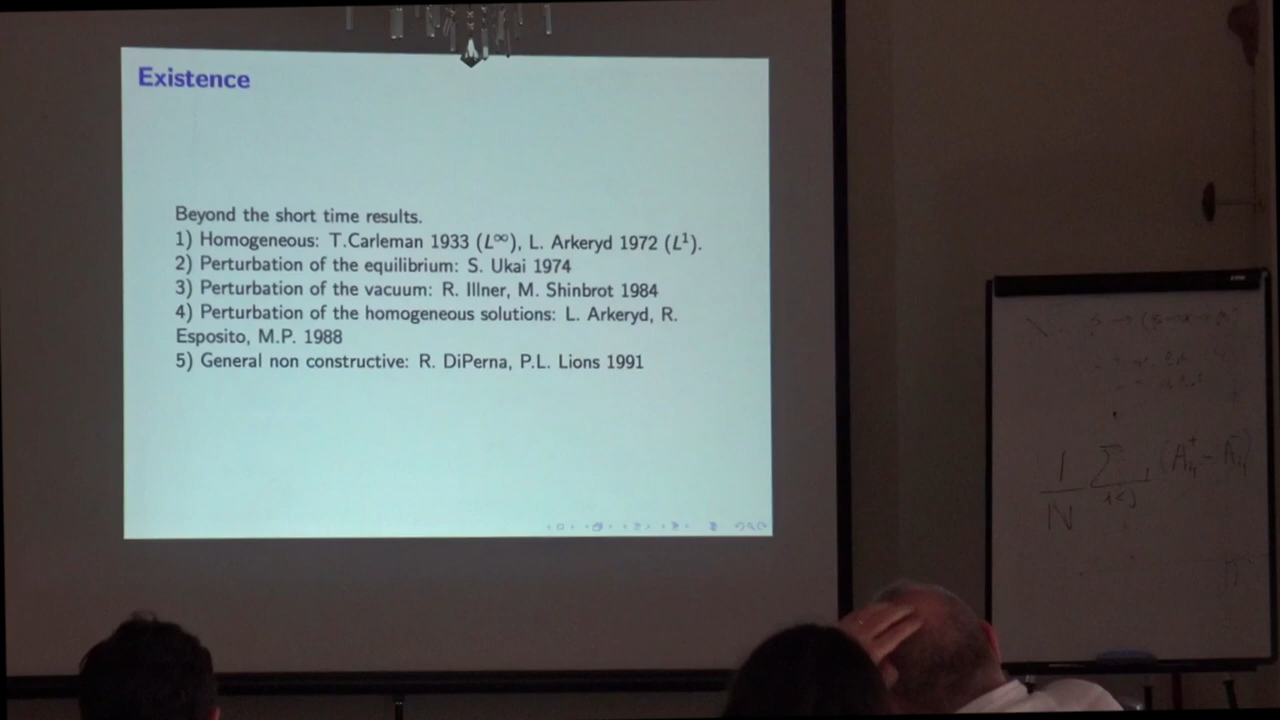 Existence
Beyond the short time results.
1) Homogeneous: T.Carleman 1933 (L∞), L. Arkeryd 1972 (L¹).
2) Perturbation of the equilibrium: S. Ukai 1974
3) Perturbation of the vacuum: R. Illner, M. Shinbrot 1984
4) Perturbation of the homogeneous solutions: L. Arkeryd, R.
Esposito, M.P. 1988
5) General non constructive: R. DiPerna, P.L. Lions 1991
1
N
Σ
i<j